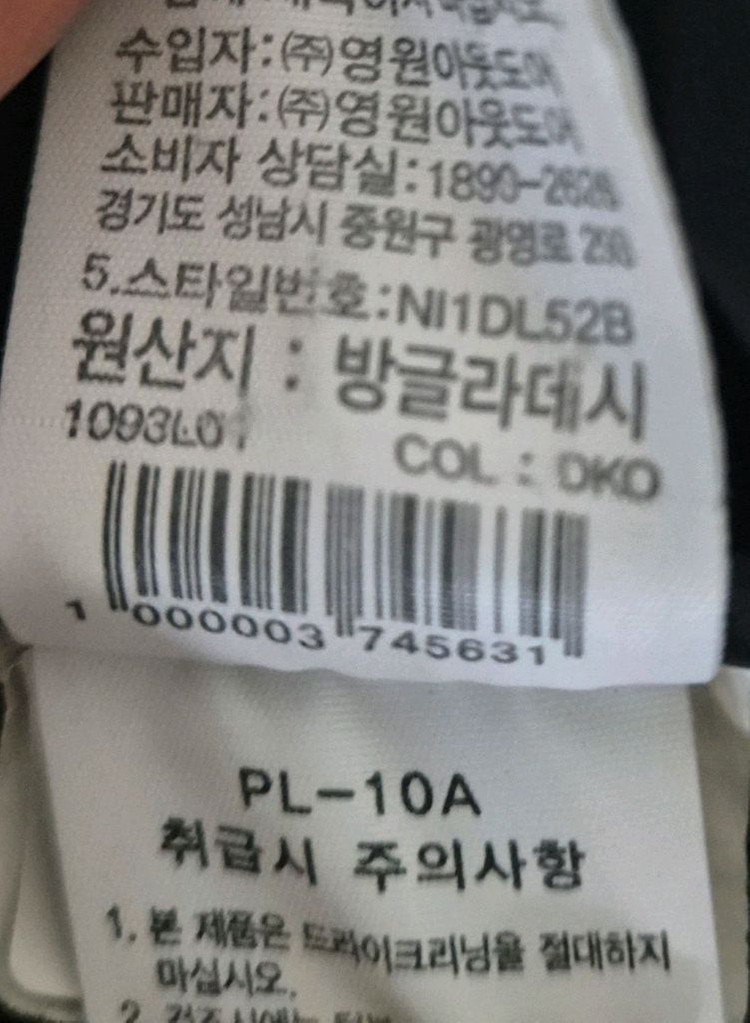 수입자:(주)영원아웃도어
판매자:(주)영원아웃도어
소비자 상담실:1890-2626
경기도 성남시 중원구
5.스타일번호:NI1DL52B
원산지 : 방글라데시
COL : DKO
1 000003 745631
PL-10A
취급시 주의사항
1. 본 제품은 드라이크리닝을 절대하지
마십시오.
2.